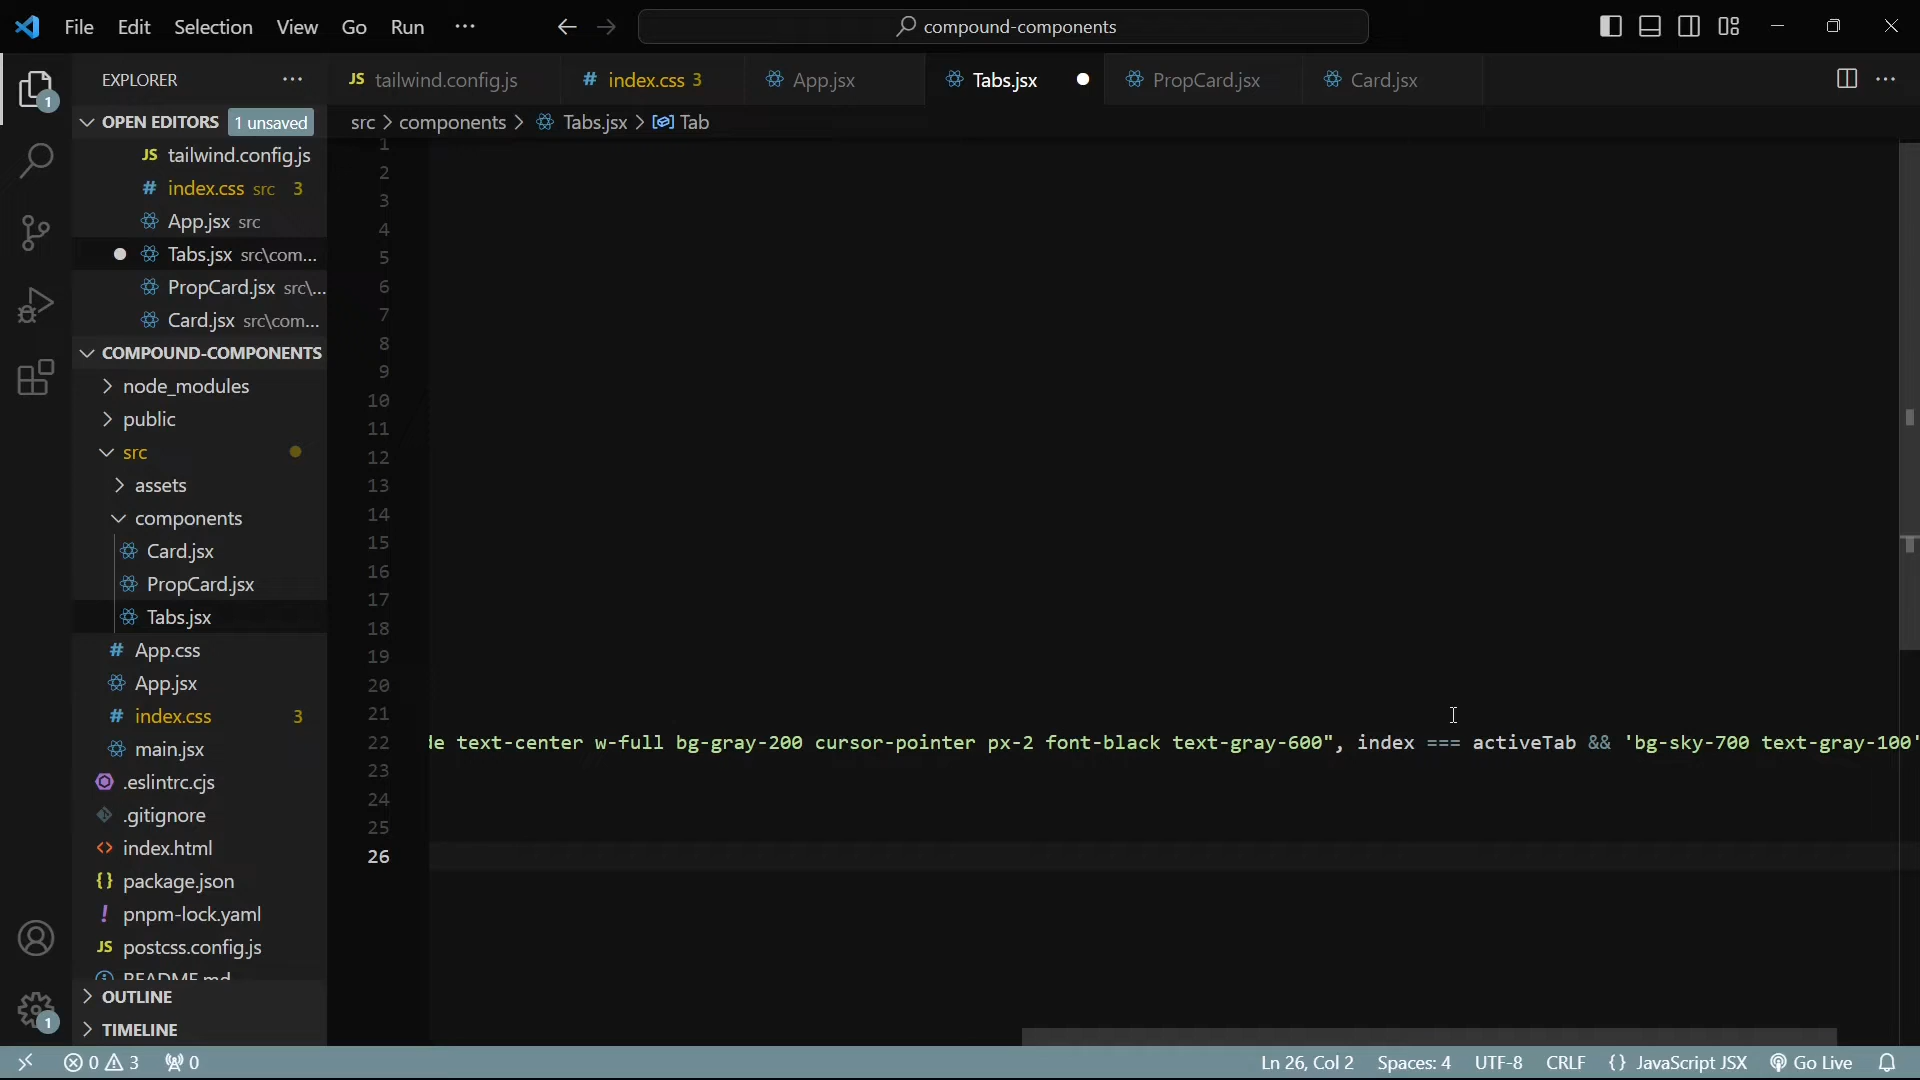 File Edit Selection View Go Run ···
compound-components
EXPLORER ···
JS tailwind.config.js
# index.css 3
App.jsx
Tabs.jsx
PropCard.jsx
Card.jsx
···
OPEN EDITORS 1 unsaved
src > components > Tabs.jsx > Tab
JS tailwind.config.js
# index.css src 3
App.jsx src
Tabs.jsx src\com...
PropCard.jsx src\...
Card.jsx src\com...
COMPOUND-COMPONENTS
node_modules
public
src
assets
components
Card.jsx
PropCard.jsx
Tabs.jsx
# App.css
App.jsx
# index.css 3
main.jsx
.eslintrc.cjs
.gitignore
<> index.html
{} package.json
! pnpm-lock.yaml
JS postcss.config.js
README.md
OUTLINE
TIMELINE
1
1
1
2
3
4
5
6
7
8
9
10
11
12
13
14
15
16
17
18
19
20
21
22 de text-center w-full bg-gray-200 cursor-pointer px-2 font-black text-gray-600", index === activeTab && 'bg-sky-700 text-gray-100'
23
24
25
26
0 3 0
Ln 26, Col 2 Spaces: 4 UTF-8 CRLF {} JavaScript JSX Go Live